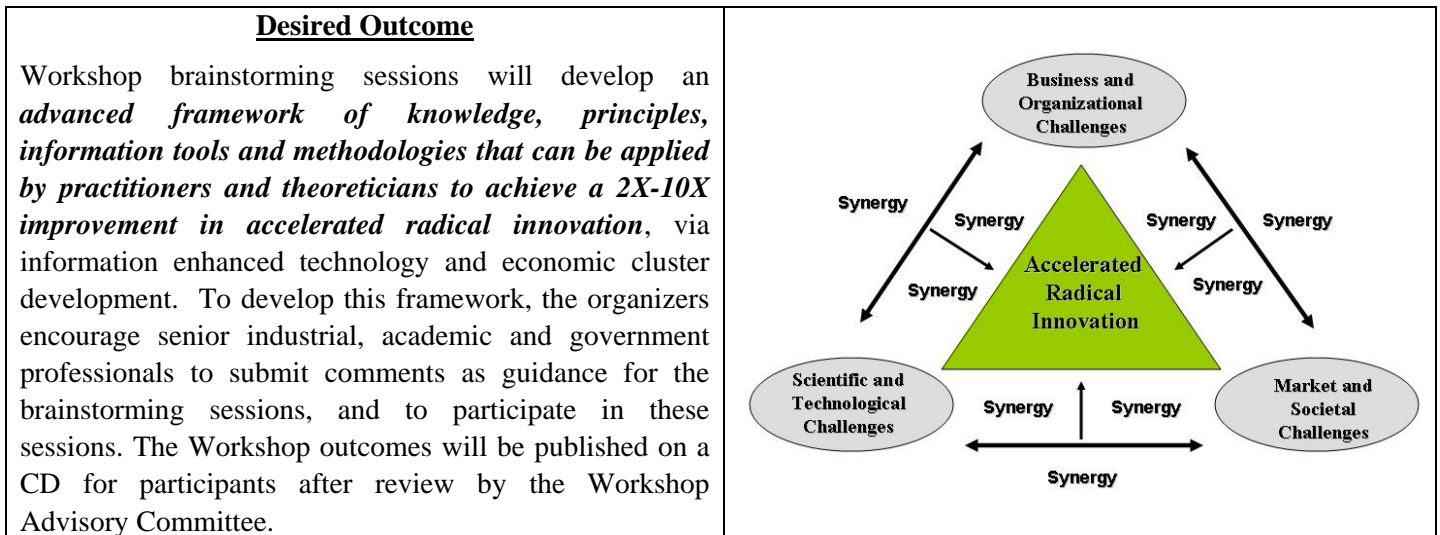 Desired Outcome
Workshop brainstorming sessions will develop an
advanced framework of knowledge, principles,
information tools and methodologies that can be applied
by practitioners and theoreticians to achieve a 2X-10X
improvement in accelerated radical innovation, via
information enhanced technology and economic cluster
development. To develop this framework, the organizers
encourage senior industrial, academic and government
professionals to submit comments as guidance for the
brainstorming sessions, and to participate in these
sessions. The Workshop outcomes will be published on a
CD for participants after review by the Workshop
Advisory Committee.
Business and
Organizational
Challenges
Synergy
Synergy
Synergy
Synergy
Synergy
Synergy
Accelerated
Radical
Innovation
Scientific and
Technological
Challenges
Synergy
Synergy
Market and
Societal
Challenges
Synergy